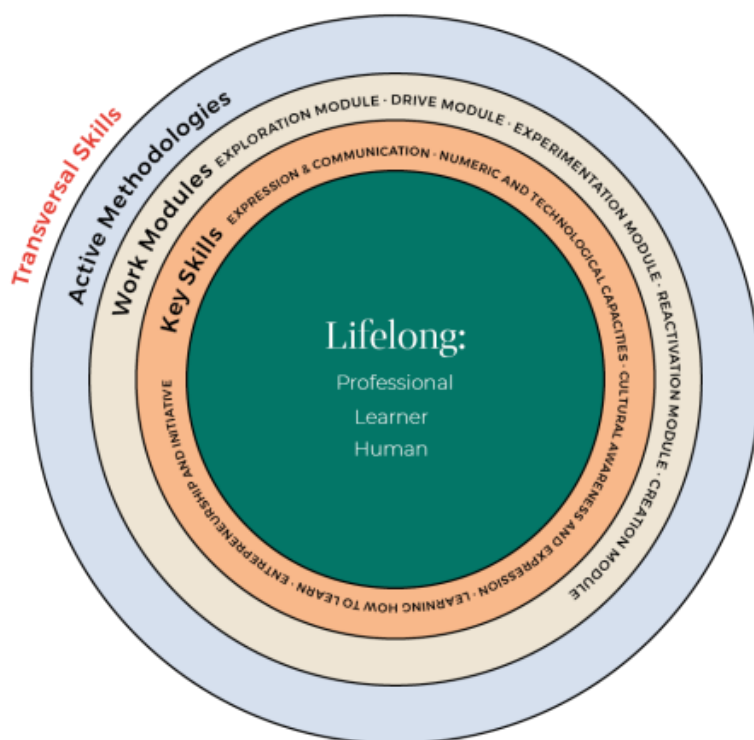 Transversal Skills
Active Methodologies
Work Modules EXPLORATION MODULE · DRIVE MODULE · EXPERIMENTATION MODULE · REACTIVATION MODULE · CREATION MODULE
Key Skills EXPRESSION & COMMUNICATION · NUMERIC AND TECHNOLOGICAL CAPACITIES · CULTURAL AWARENESS AND EXPRESSION · LEARNING HOW TO LEARN · ENTREPRENEURSHIP AND INITIATIVE
Lifelong:
Professional
Learner
Human